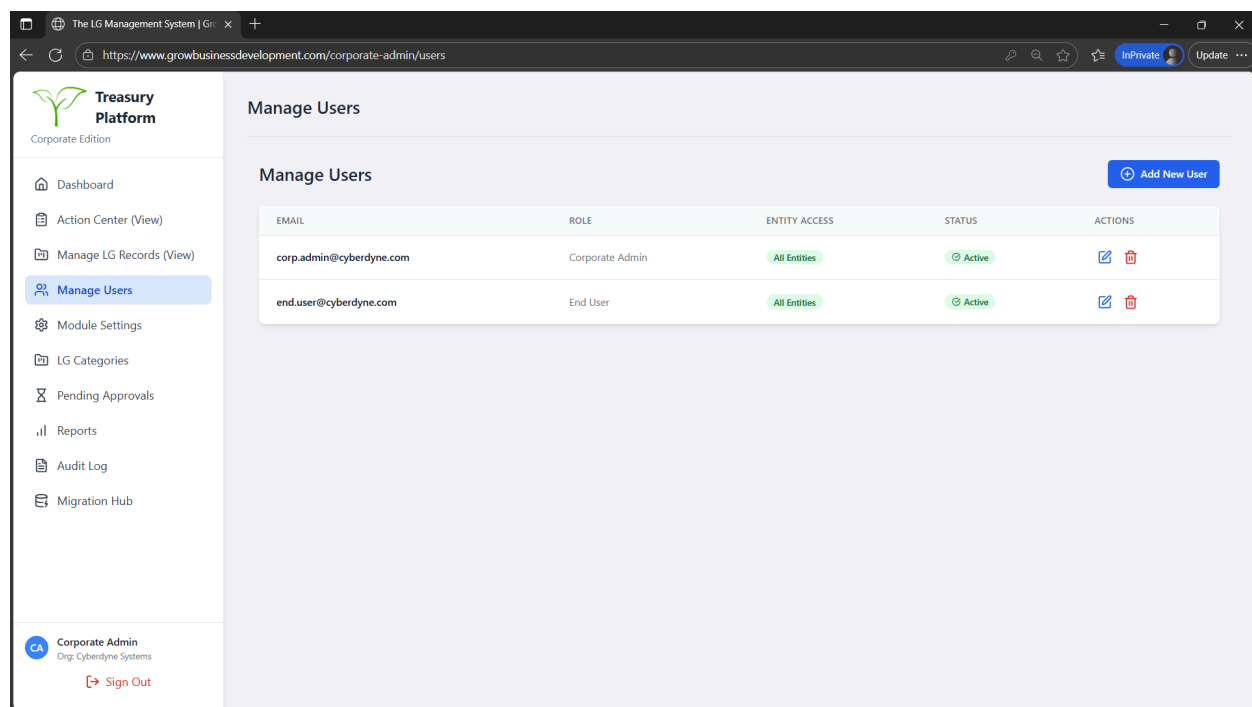 The LG Management System | Gro
https://www.growbusinessdevelopment.com/corporate-admin/users
InPrivate
Update
Treasury
Platform
Corporate Edition
Dashboard
Action Center (View)
Manage LG Records (View)
Manage Users
Module Settings
LG Categories
Pending Approvals
Reports
Audit Log
Migration Hub
CA
Corporate Admin
Org: Cyberdyne Systems
Sign Out
Manage Users
Manage Users
Add New User
EMAIL ROLE ENTITY ACCESS STATUS ACTIONS
corp.admin@cyberdyne.com Corporate Admin All Entities Active
end.user@cyberdyne.com End User All Entities Active